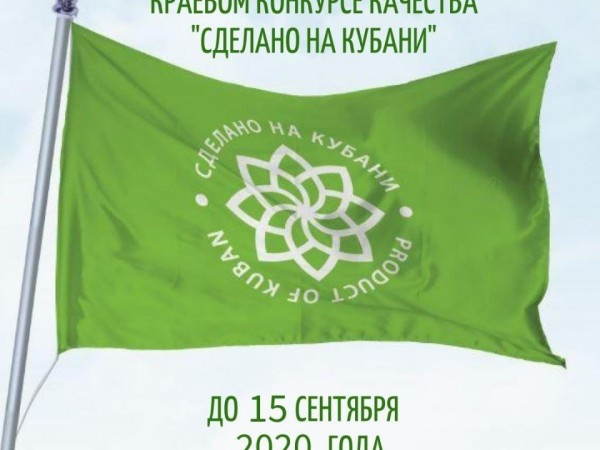 КРАЕВОМ КОНКУРСЕ КАЧЕСТВА
"СДЕЛАНО НА КУБАНИ"
СДЕЛАНО НА КУБАНИ
PRODUCT OF KUBAN
ДО 15 СЕНТЯБРЯ
2020 ГОДА